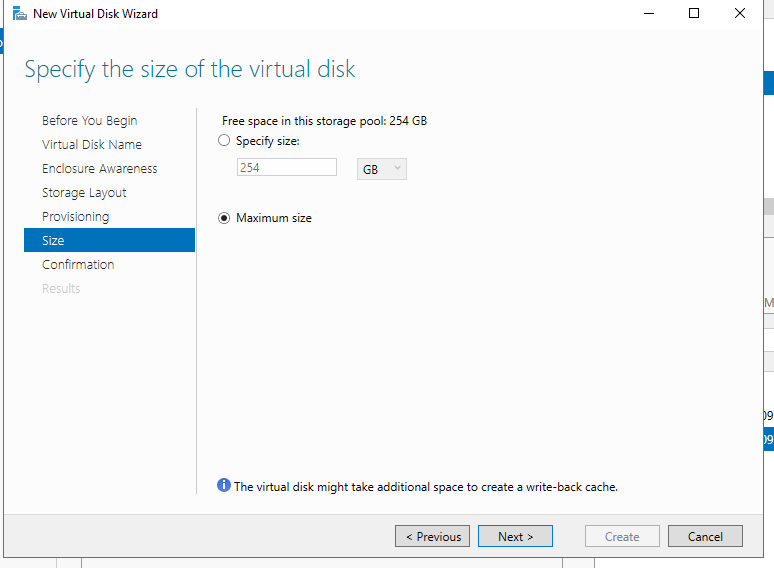 New Virtual Disk Wizard
Specify the size of the virtual disk
Before You Begin
Virtual Disk Name
Enclosure Awareness
Storage Layout
Provisioning
Size
Confirmation
Results
Free space in this storage pool: 254 GB
Specify size:
254 GB
Maximum size
The virtual disk might take additional space to create a write-back cache.
< Previous Next > Create Cancel
M
09
09